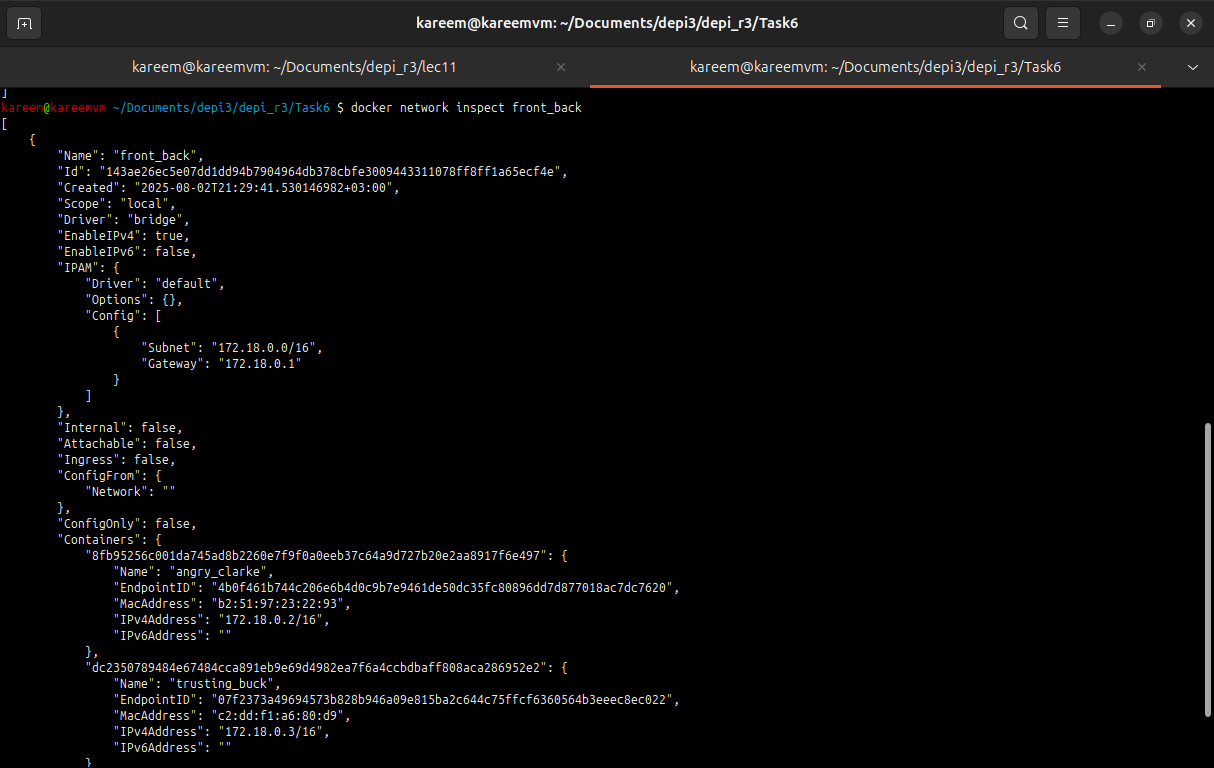 kareem@kareemvm: ~/Documents/depi3/depi_r3/Task6
kareem@kareemvm: ~/Documents/depi_r3/lec11
kareem@kareemvm: ~/Documents/depi3/depi_r3/Task6
]
kareem@kareemvm ~/Documents/depi3/depi_r3/Task6 $ docker network inspect front_back
[
    {
        "Name": "front_back",
        "Id": "143ae26ec5e07dd1dd94b7904964db378cbfe3009443311078ff8ff1a65ecf4e",
        "Created": "2025-08-02T21:29:41.530146982+03:00",
        "Scope": "local",
        "Driver": "bridge",
        "EnableIPv4": true,
        "EnableIPv6": false,
        "IPAM": {
            "Driver": "default",
            "Options": {},
            "Config": [
                {
                    "Subnet": "172.18.0.0/16",
                    "Gateway": "172.18.0.1"
                }
            ]
        },
        "Internal": false,
        "Attachable": false,
        "Ingress": false,
        "ConfigFrom": {
            "Network": ""
        },
        "ConfigOnly": false,
        "Containers": {
            "8fb95256c001da745ad8b2260e7f9f0a0eeb37c64a9d727b20e2aa8917f6e497": {
                "Name": "angry_clarke",
                "EndpointID": "4b0f461b744c206e6b4d0c9b7e9461de50dc35fc80896dd7d877018ac7dc7620",
                "MacAddress": "b2:51:97:23:22:93",
                "IPv4Address": "172.18.0.2/16",
                "IPv6Address": ""
            },
            "dc2350789484e67484cca891eb9e69d4982ea7f6a4ccbdbaff808aca286952e2": {
                "Name": "trusting_buck",
                "EndpointID": "07f2373a49694573b828b946a09e815ba2c644c75ffcf6360564b3eeec8ec022",
                "MacAddress": "c2:dd:f1:a6:80:d9",
                "IPv4Address": "172.18.0.3/16",
                "IPv6Address": ""
            }